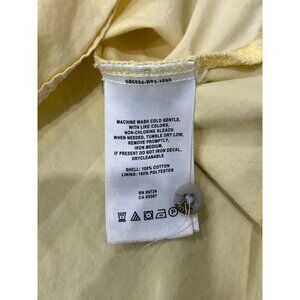 MACHINE WASH COLD GENTLE,
WITH LIKE COLORS,
NON-CHLORINE BLEACH
WHEN NEEDED TUMBLE DRY LOW,
REMOVE PROMPTLY,
IRON MEDIUM,
IF PRESENT DO NOT IRON DECAL,
DRYCLEANABLE
SHELL: 100% COTTON
LINING: 100% POLYESTER
RN 69724
CA 05367